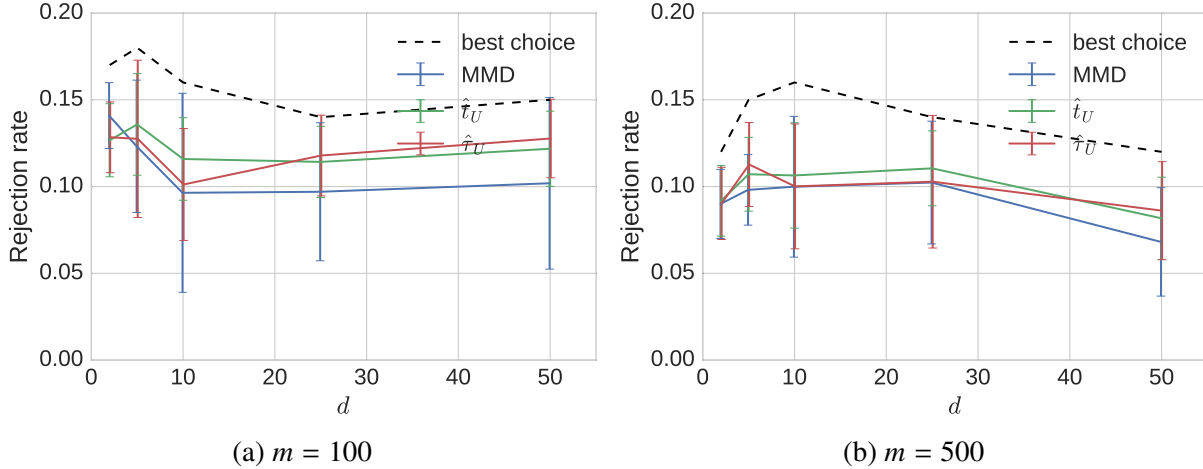 0.20
0.15
0.10
0.05
0.00
Rejection rate
0 10 20 30 40 50
d
best choice
MMD
t̂_U
τ̂_U
(a) m = 100
0.20
0.15
0.10
0.05
0.00
Rejection rate
0 10 20 30 40 50
d
best choice
MMD
t̂_U
τ̂_U
(b) m = 500